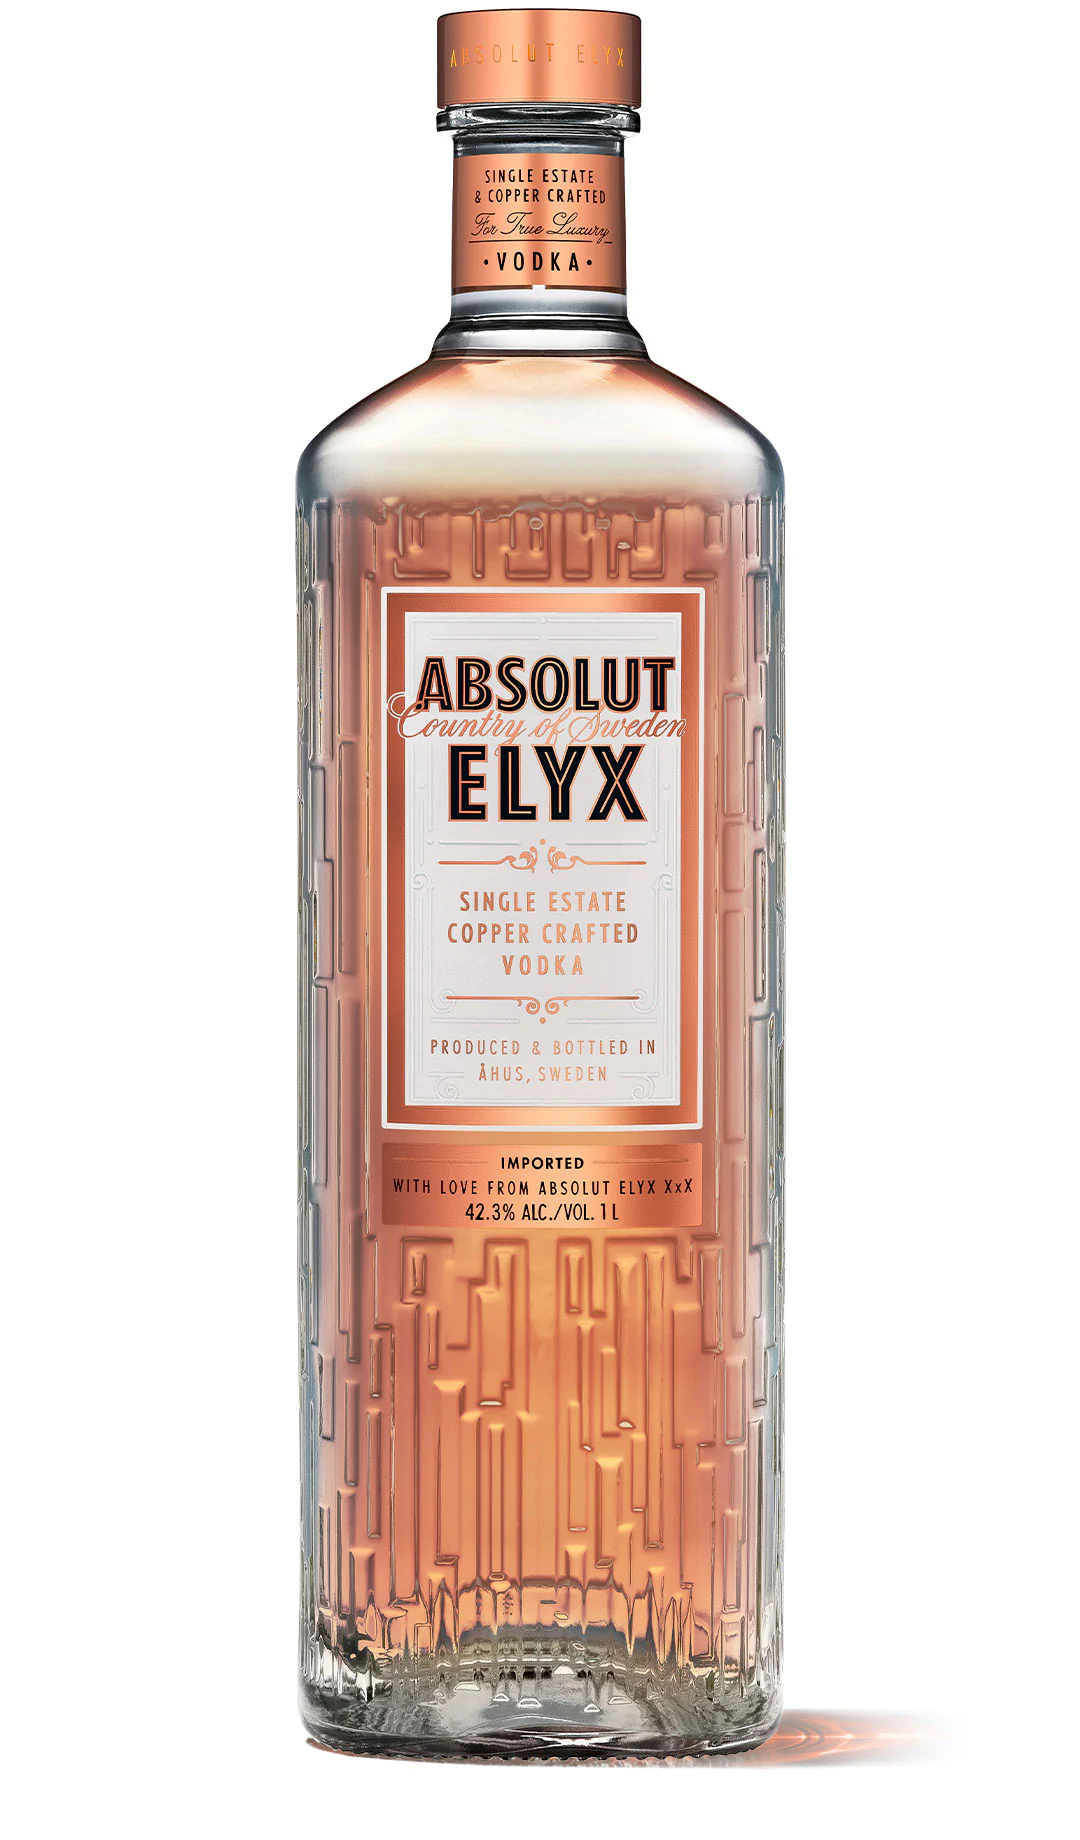 ABSOLUT ELYX
SINGLE ESTATE
& COPPER CRAFTED
For True Luxury
·VODKA·
ABSOLUT
Country of Sweden
ELYX
SINGLE ESTATE
COPPER CRAFTED
VODKA
PRODUCED & BOTTLED IN
ÅHUS, SWEDEN
IMPORTED
WITH LOVE FROM ABSOLUT ELYX XxX
42.3% ALC./VOL. 1 L